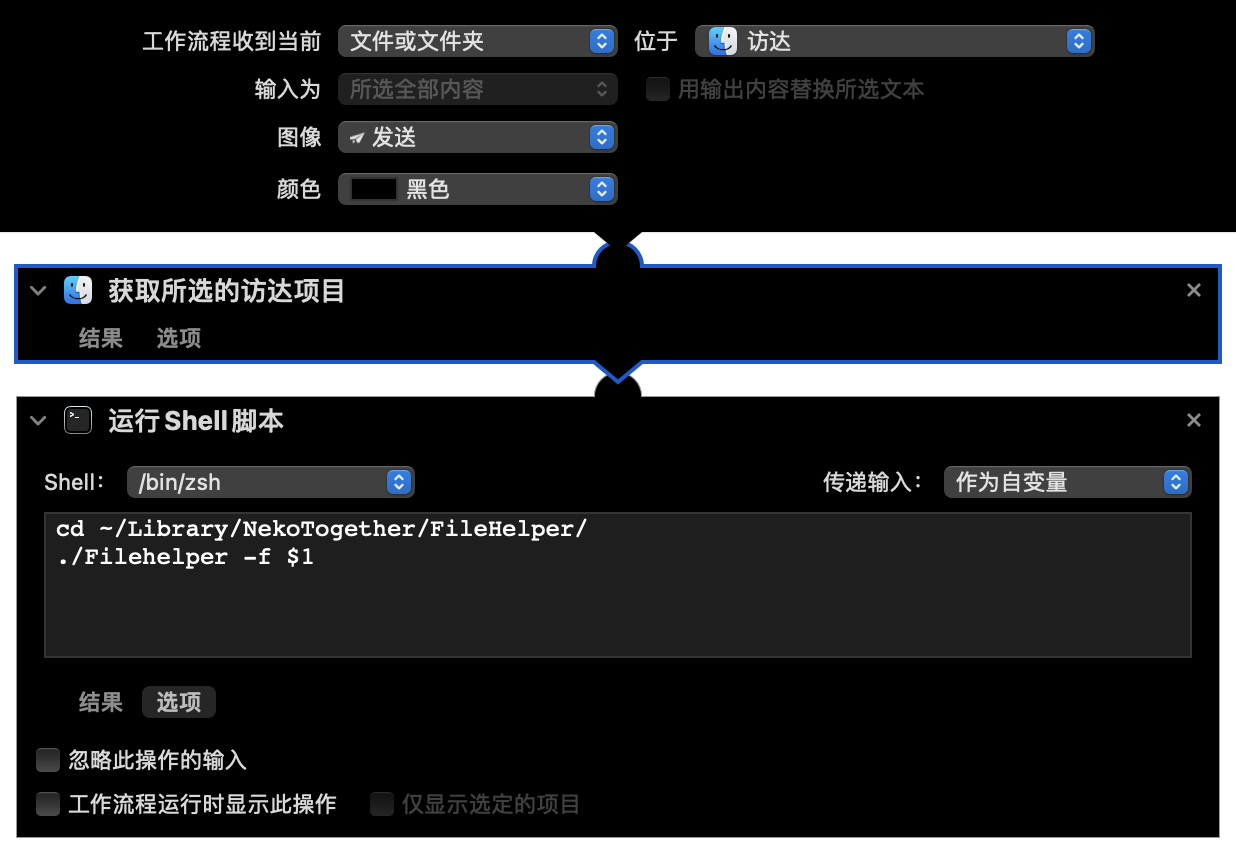 工作流程收到当前 文件或文件夹 位于 访达
输入为 所选全部内容 用输出内容替换所选文本
图像 发送
颜色 黑色
获取所选的访达项目
结果 选项
运行 Shell 脚本
Shell： /bin/zsh 传递输入： 作为自变量
cd ~/Library/NekoTogether/FileHelper/
./Filehelper -f $1
结果 选项
忽略此操作的输入
工作流程运行时显示此操作 仅显示选定的项目